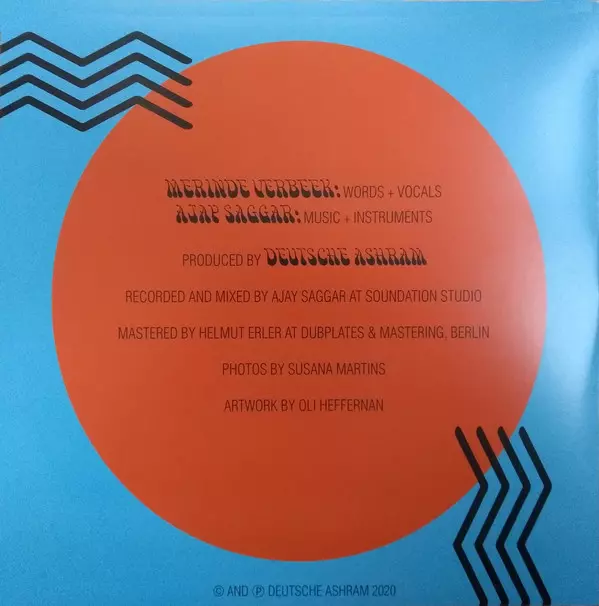 MERINDE VERBEEK: WORDS + VOCALS
AJAY SAGGAR: MUSIC + INSTRUMENTS
PRODUCED BY DEUTSCHE ASHRAM
RECORDED AND MIXED BY AJAY SAGGAR AT SOUNDATION STUDIO
MASTERED BY HELMUT ERLER AT DUBPLATES & MASTERING, BERLIN
PHOTOS BY SUSANA MARTINS
ARTWORK BY OLI HEFFERNAN
© AND ℗ DEUTSCHE ASHRAM 2020